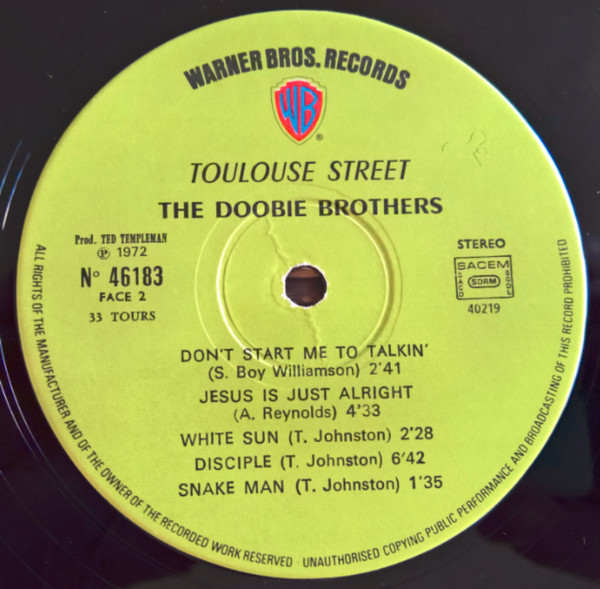 WARNER BROS. RECORDS
WB
®
TOULOUSE STREET
THE DOOBIE BROTHERS
Prod. TED TEMPLEMAN
Ⓟ 1972
N° 46183
FACE 2
33 TOURS
STEREO
SACEM
SACD SDRM SGDL
40219
DON'T START ME TO TALKIN'
(S. Boy Williamson) 2'41
JESUS IS JUST ALRIGHT
(A. Reynolds) 4'33
WHITE SUN (T. Johnston) 2'28
DISCIPLE (T. Johnston) 6'42
SNAKE MAN (T. Johnston) 1'35
ALL RIGHTS OF THE MANUFACTURER AND OF THE OWNER OF THE RECORDED WORK RESERVED - UNAUTHORISED COPYING PUBLIC PERFORMANCE AND BROADCASTING OF THIS RECORD PROHIBITED